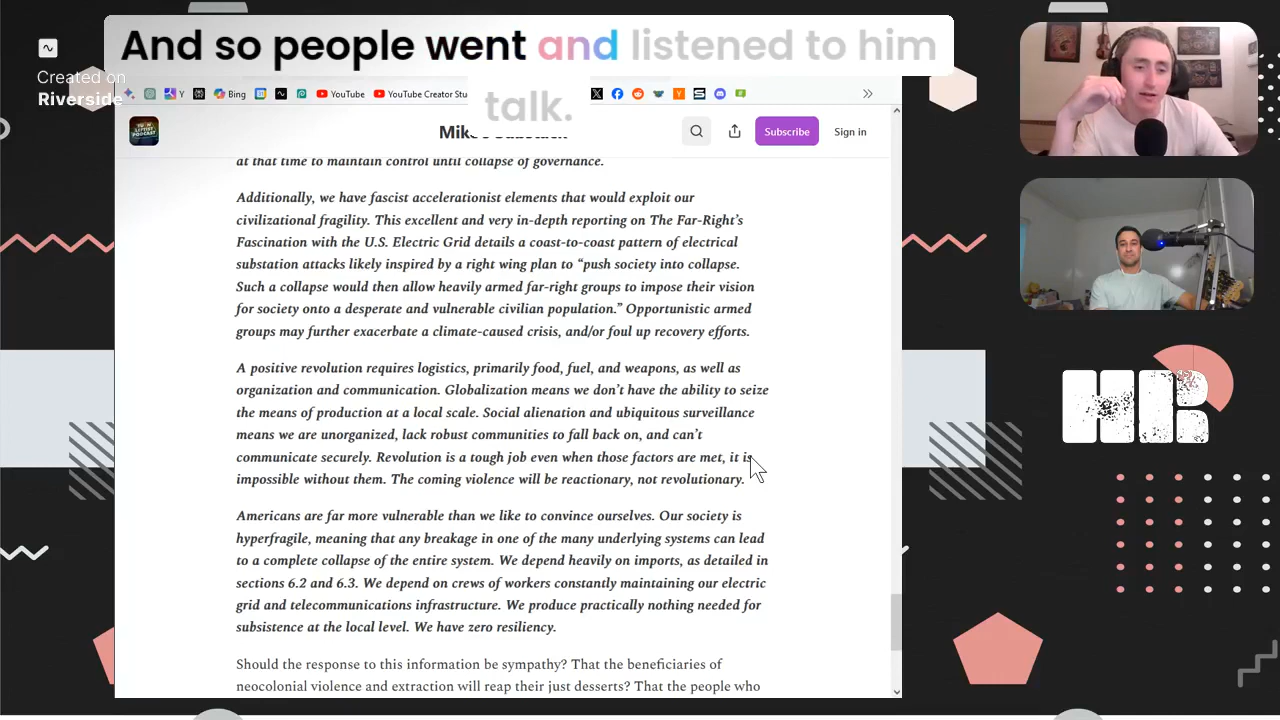 And so people went and listened to him
talk.
Created on
Riverside
Y
Bing
YouTube
YouTube Creator Stu
Subscribe
Sign in
at that time to maintain control until collapse of governance.
Additionally, we have fascist accelerationist elements that would exploit our
civilizational fragility. This excellent and very in-depth reporting on The Far-Right’s
Fascination with the U.S. Electric Grid details a coast-to-coast pattern of electrical
substation attacks likely inspired by a right wing plan to “push society into collapse.
Such a collapse would then allow heavily armed far-right groups to impose their vision
for society onto a desperate and vulnerable civilian population.” Opportunistic armed
groups may further exacerbate a climate-caused crisis, and/or foul up recovery efforts.
A positive revolution requires logistics, primarily food, fuel, and weapons, as well as
organization and communication. Globalization means we don’t have the ability to seize
the means of production at a local scale. Social alienation and ubiquitous surveillance
means we are unorganized, lack robust communities to fall back on, and can’t
communicate securely. Revolution is a tough job even when those factors are met, it is
impossible without them. The coming violence will be reactionary, not revolutionary.
Americans are far more vulnerable than we like to convince ourselves. Our society is
hyperfragile, meaning that any breakage in one of the many underlying systems can lead
to a complete collapse of the entire system. We depend heavily on imports, as detailed in
sections 6.2 and 6.3. We depend on crews of workers constantly maintaining our electric
grid and telecommunications infrastructure. We produce practically nothing needed for
subsistence at the local level. We have zero resiliency.
Should the response to this information be sympathy? That the beneficiaries of
neocolonial violence and extraction will reap their just desserts? That the people who
HR